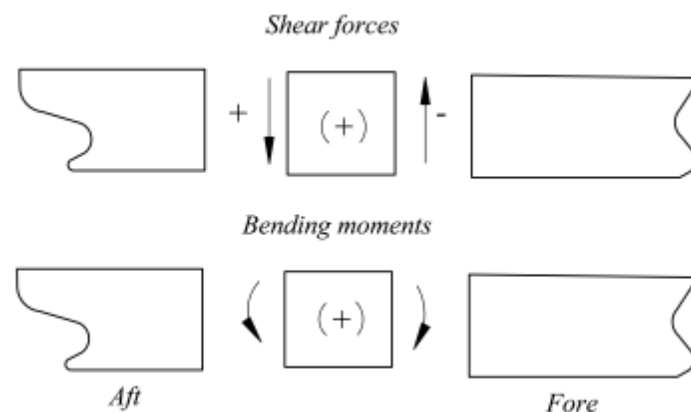 Shear forces
+ (+) -
Bending moments
(+)
Aft Fore